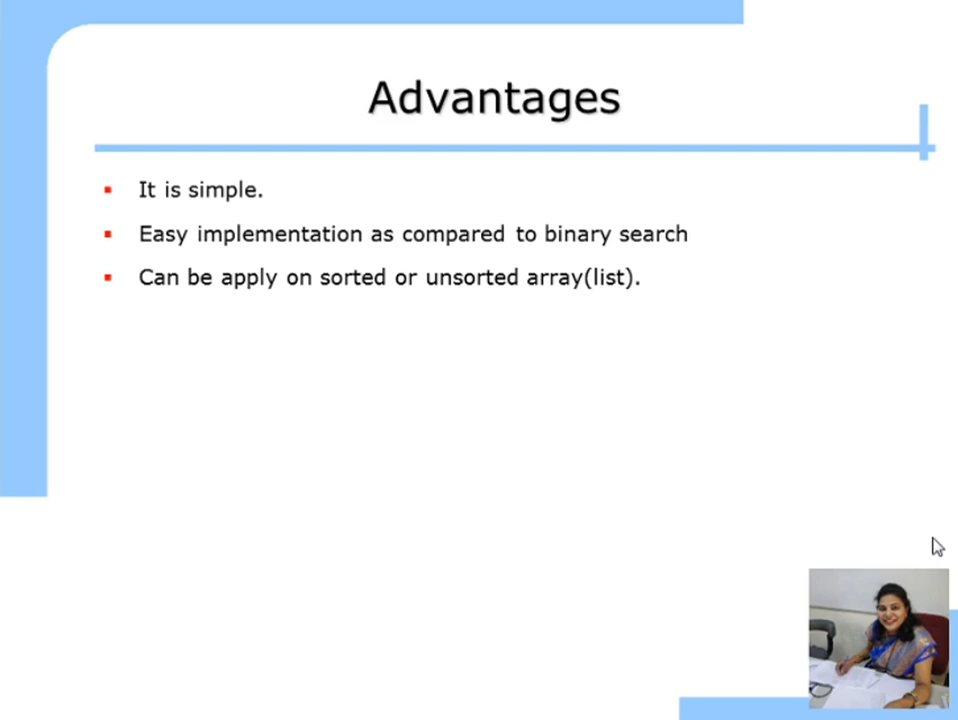 Advantages
It is simple.
Easy implementation as compared to binary search
Can be apply on sorted or unsorted array(list).